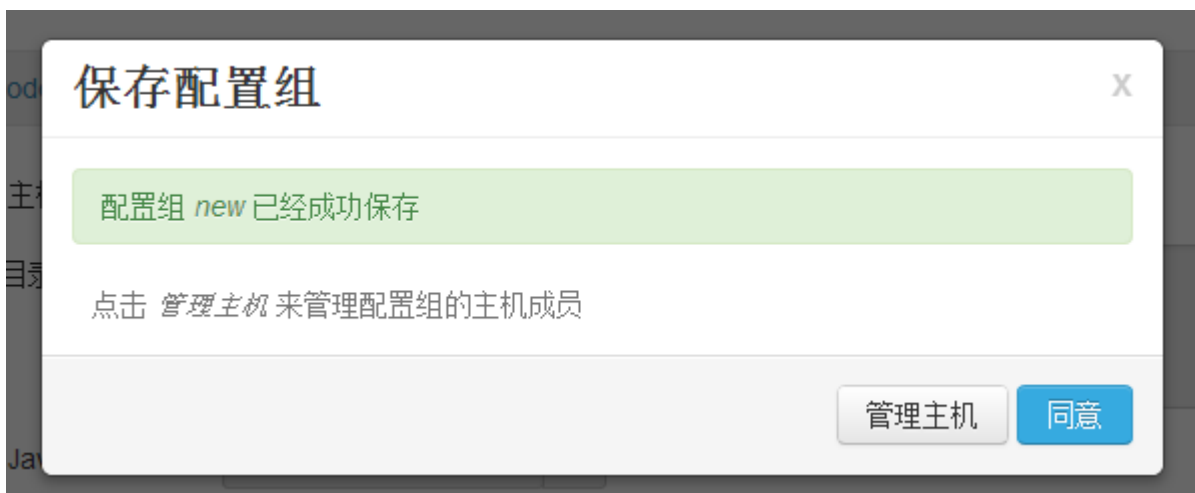 保存配置组
x
配置组 new 已经成功保存
点击 管理主机 来管理配置组的主机成员
管理主机
同意